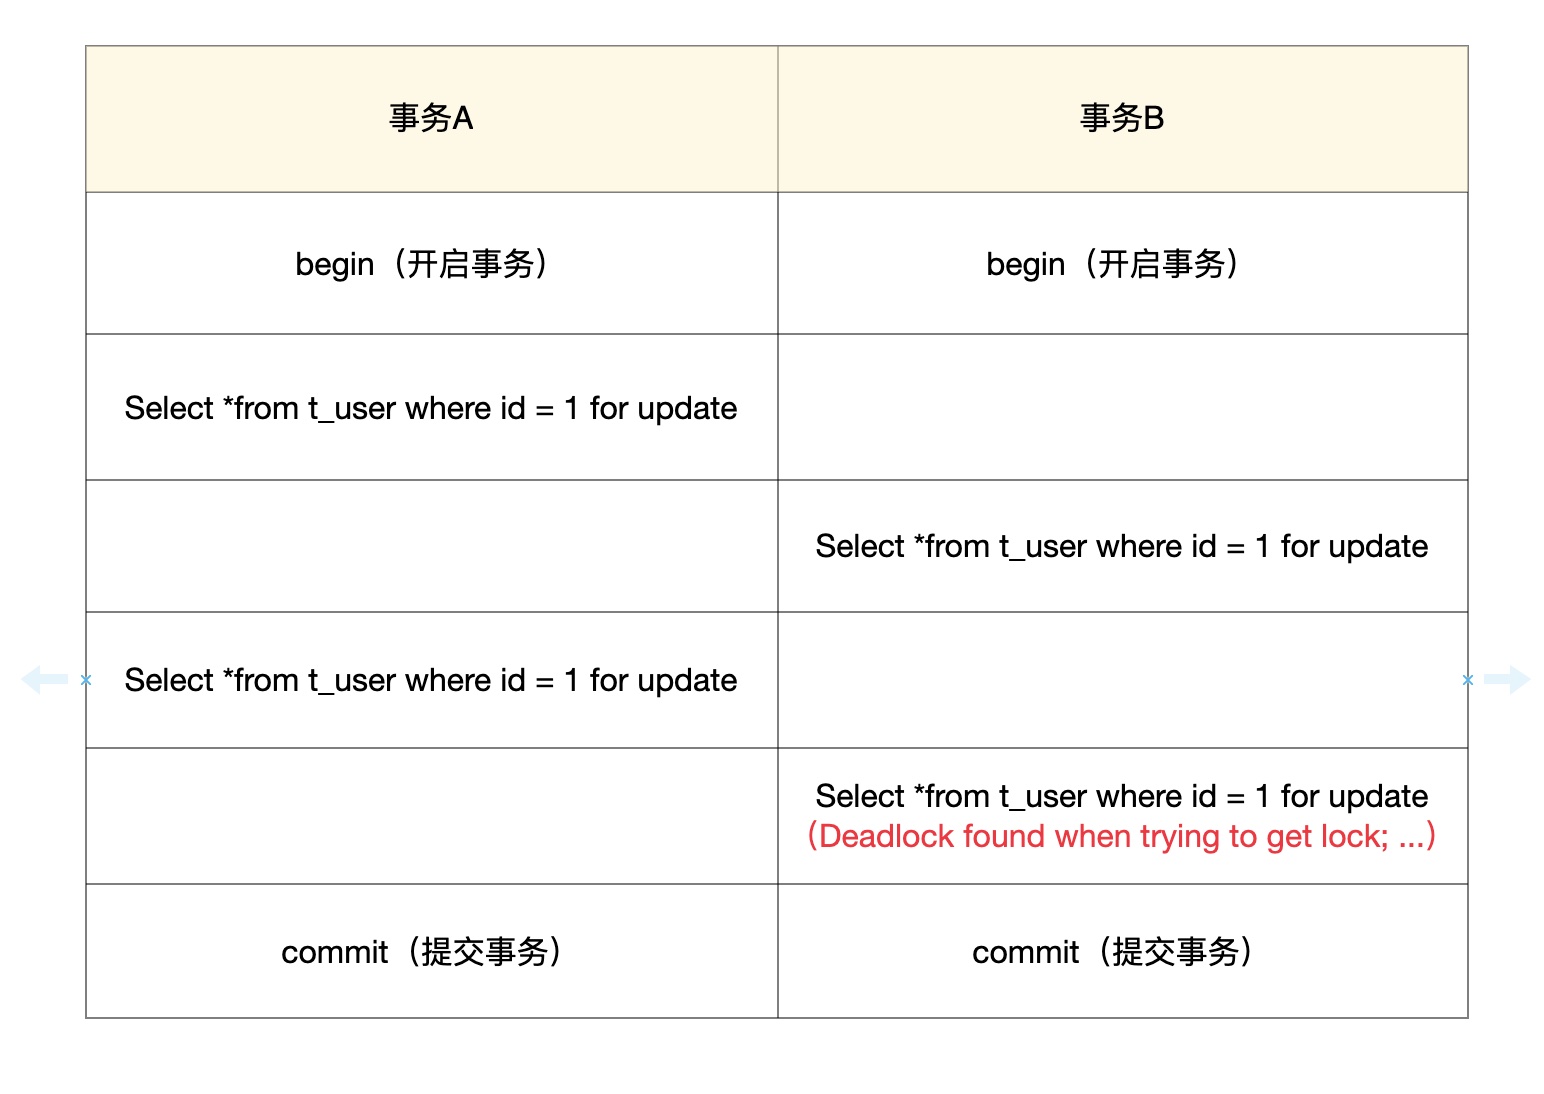 事务A
事务B
begin（开启事务）
begin（开启事务）
Select *from t_user where id = 1 for update
Select *from t_user where id = 1 for update
Select *from t_user where id = 1 for update
Select *from t_user where id = 1 for update
（Deadlock found when trying to get lock; ...）
commit（提交事务）
commit（提交事务）